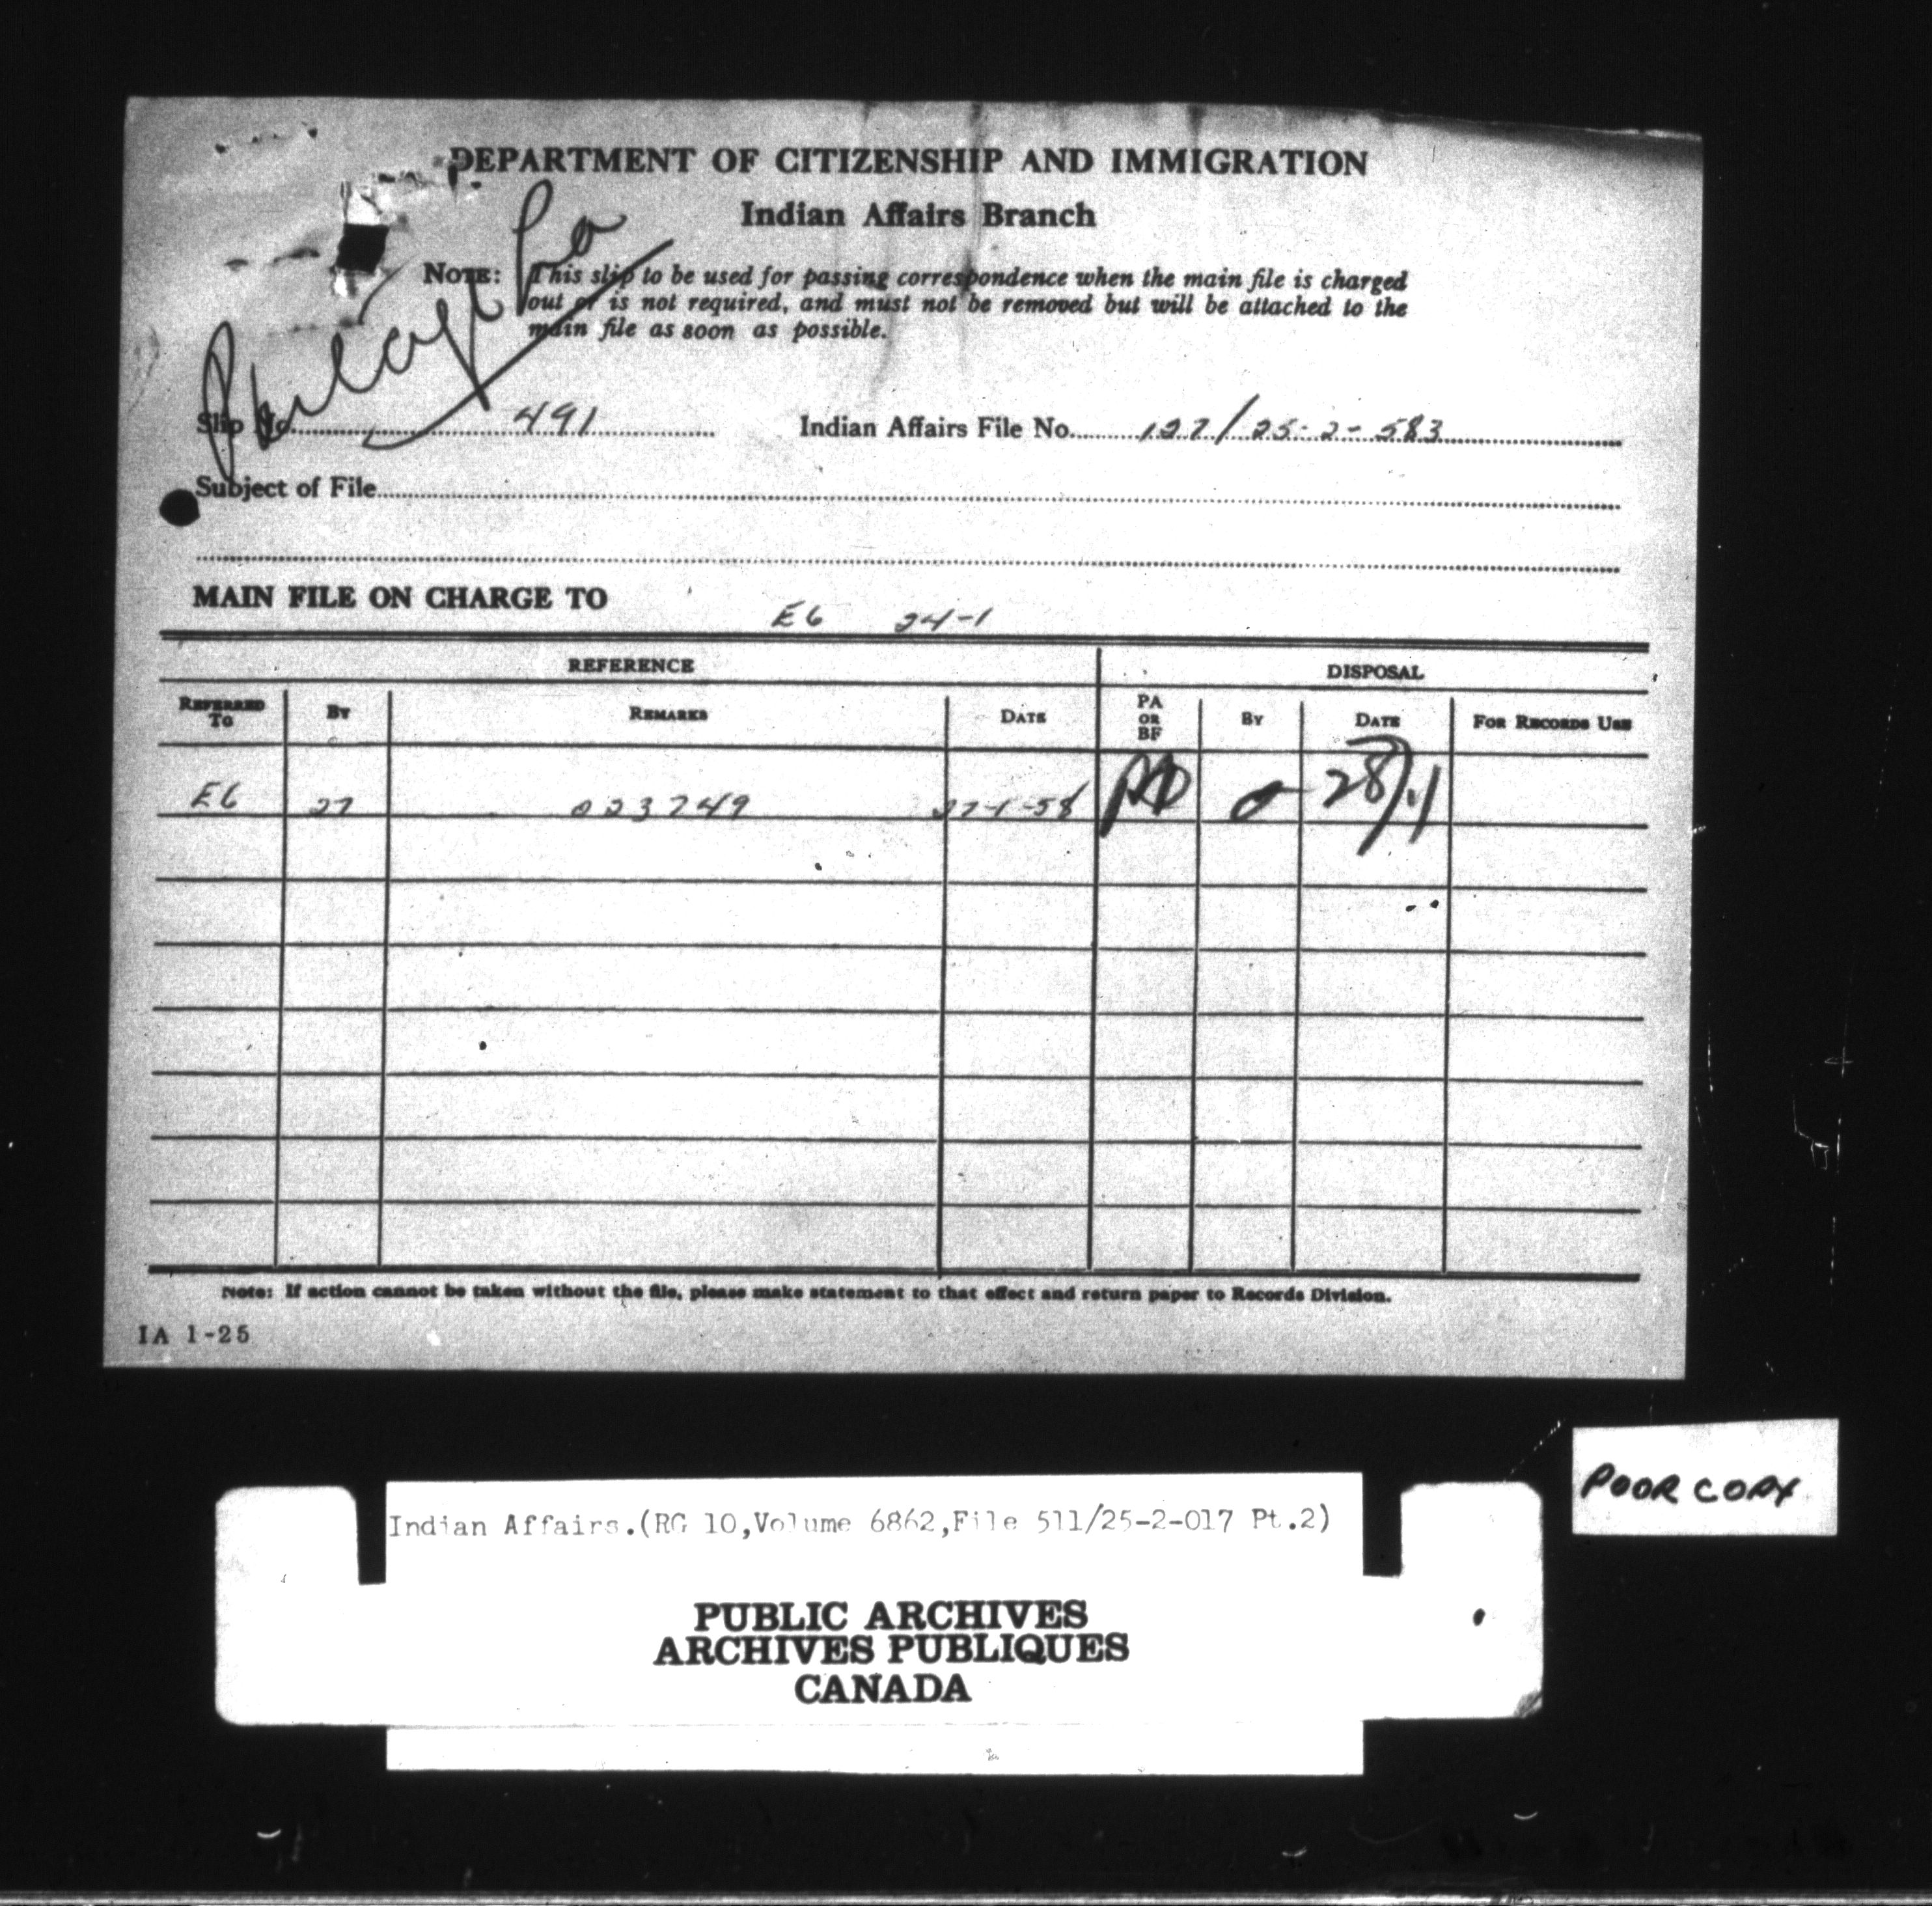 DEPARTMENT OF CITIZENSHIP AND IMMIGRATION
Indian Affairs Branch
NOTE: This slip to be used for passing correspondence when the main file is charged
out or is not required, and must not be removed but will be attached to the
main file as soon as possible.
Slip No. 491 Indian Affairs File No. 127/25-2-583
Subject of File
MAIN FILE ON CHARGE TO
E6 24-1
REFERENCE DISPOSAL
REFERRED TO BY REMARKS DATE PA OR BF BY DATE FOR RECORDS USE
E6 27 023749 27-1-58 PA 28/1
Note: If action cannot be taken without the file, please make statement to that effect and return paper to Records Division.
IA 1-25
POOR COPY
Indian Affairs.(RG 10,Volume 6862,File 511/25-2-017 Pt.2)
PUBLIC ARCHIVES
ARCHIVES PUBLIQUES
CANADA